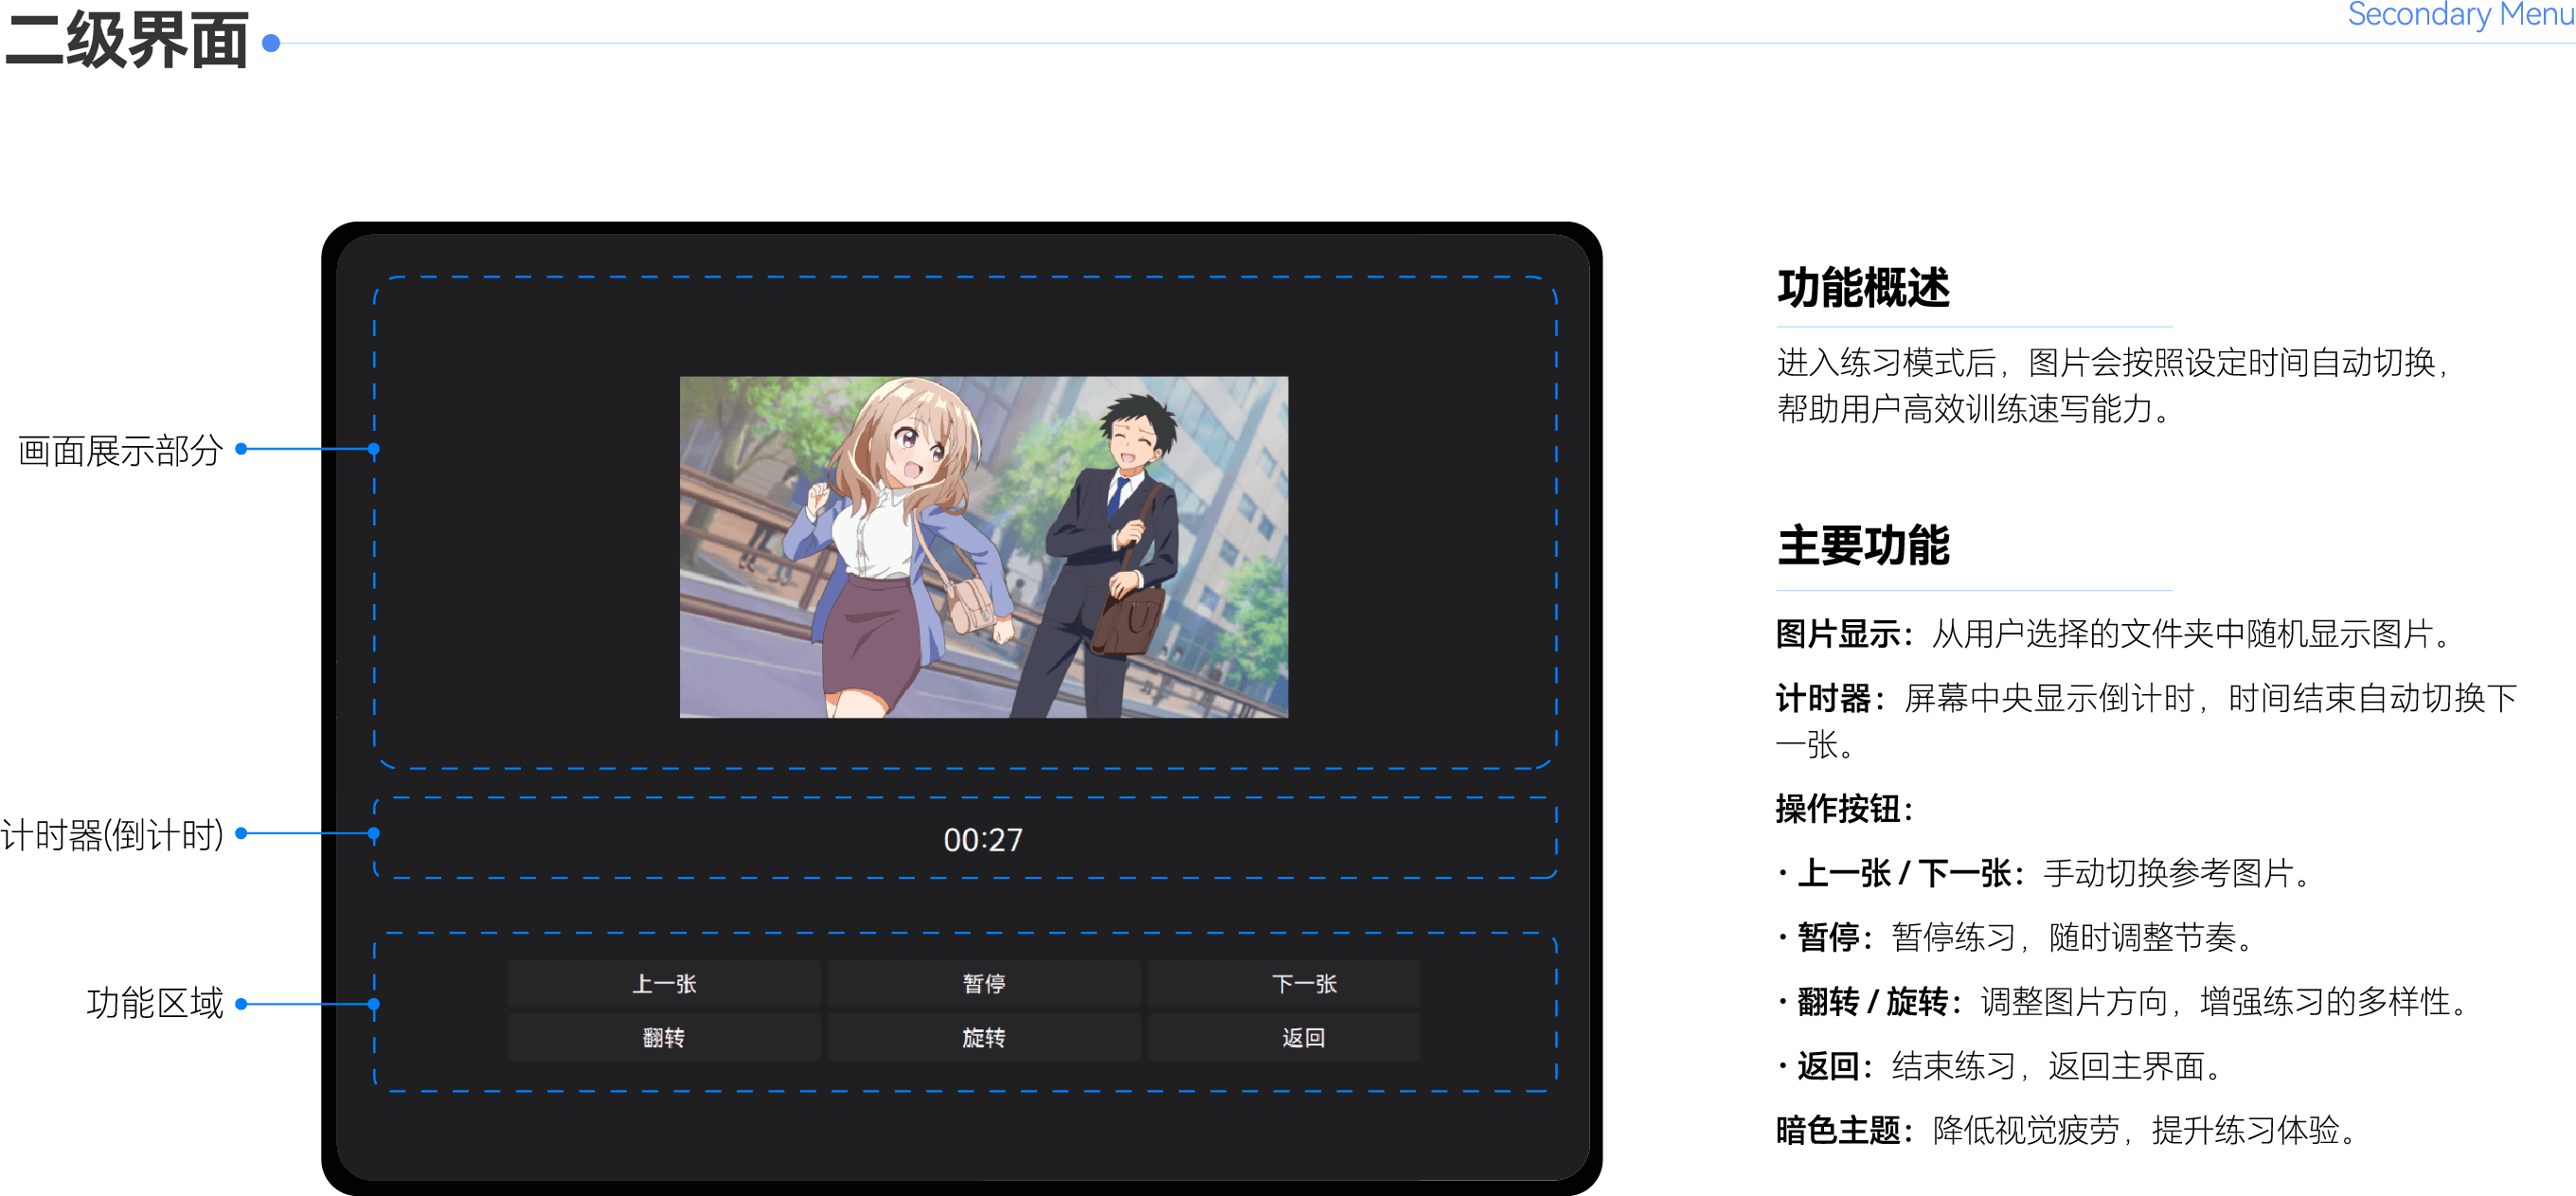 二级界面
Secondary Menu
画面展示部分
计时器(倒计时)
00:27
功能区域
上一张
暂停
下一张
翻转
旋转
返回
功能概述
进入练习模式后，图片会按照设定时间自动切换，
帮助用户高效训练速写能力。
主要功能
图片显示：从用户选择的文件夹中随机显示图片。
计时器：屏幕中央显示倒计时，时间结束自动切换下
一张。
操作按钮：
· 上一张 / 下一张：手动切换参考图片。
· 暂停：暂停练习，随时调整节奏。
· 翻转 / 旋转：调整图片方向，增强练习的多样性。
· 返回：结束练习，返回主界面。
暗色主题：降低视觉疲劳，提升练习体验。